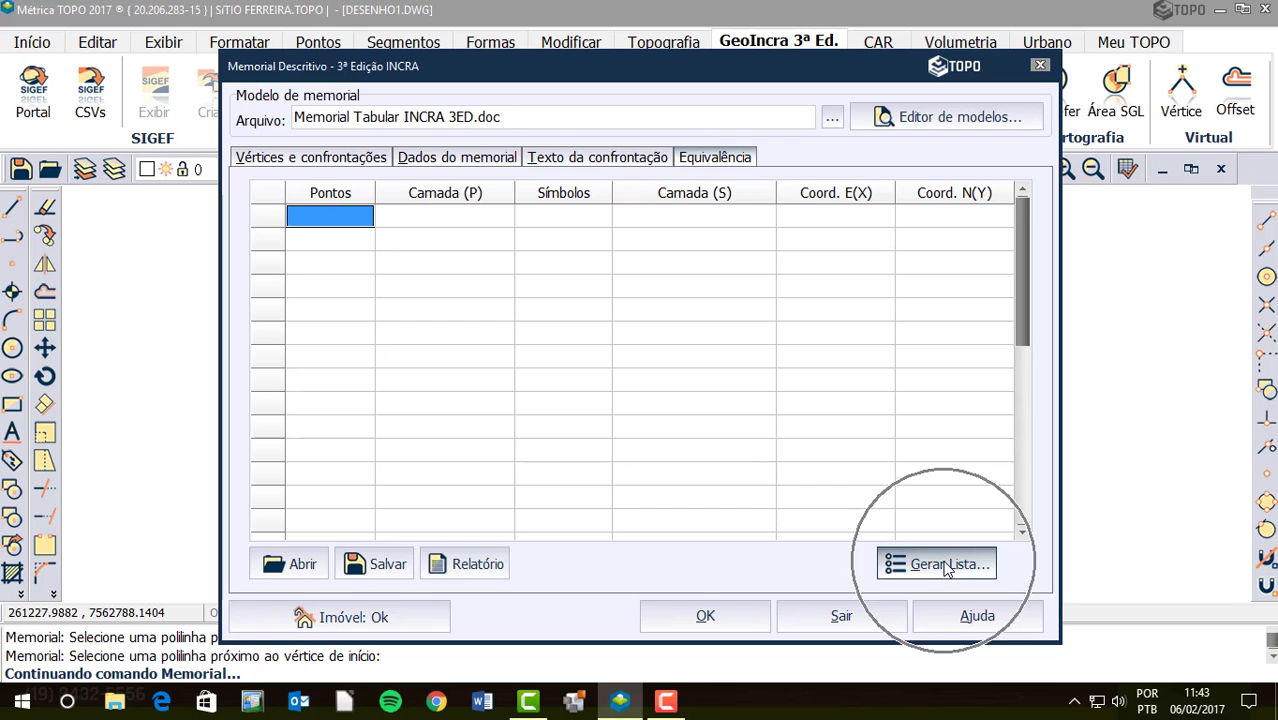 Métrica TOPO 2017 ® { 20.206.283-15 } | SITIO FERREIRA.TOPO | - [DESENHO1.DWG]
TOPO
Início Editar Exibir Formatar Pontos Segmentos Formas Modificar Topografia GeoIncra 3ª Ed. CAR Volumetria Urbano Meu TOPO
Memorial Descritivo - 3ª Edição INCRA
TOPO
SIGEF
Portal CSVs Exibir
Área SGL Vértice Offset
SIGEF
Virtual
Modelo de memorial
Arquivo: Memorial Tabular INCRA 3ED.doc ... Editor de modelos...
Vértices e confrontações Dados do memorial Texto da confrontação Equivalência
0
Pontos Camada (P) Símbolos Camada (S) Coord. E(X) Coord. N(Y)
Abrir Salvar Relatório Gerar Lista...
Imóvel: Ok OK Sair Ajuda
261227.9882 , 7562788.1404
Memorial: Selecione uma polilinha p
Memorial: Selecione uma polilinha próximo ao vértice de início:
Continuando comando Memorial...
POR
PTB
11:43
06/02/2017